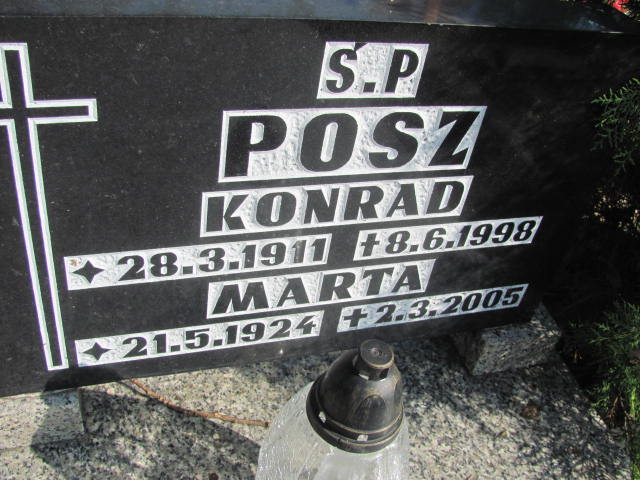 Ś.P
POSZ
KONRAD
28.3.1911 +8.6.1998
MARTA
21.5.1924 +2.3.2005